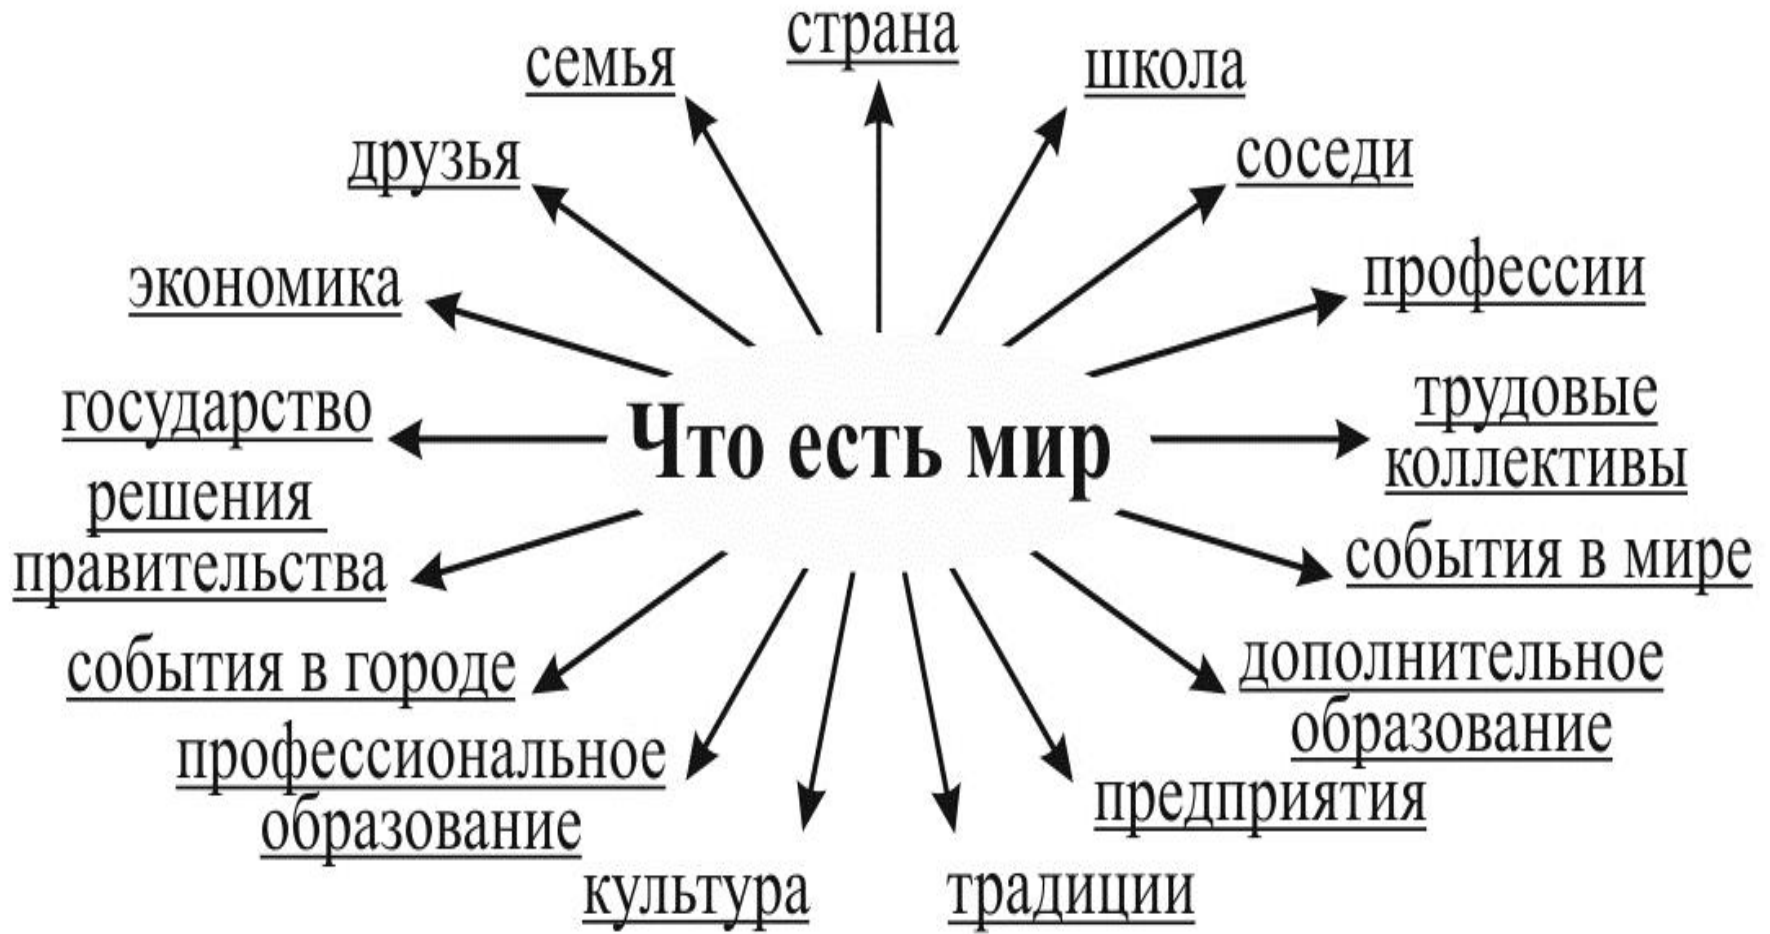 страна
семья
школа
друзья
соседи
экономика
профессии
государство
трудовые
коллективы
Что есть мир
решения
правительства
события в мире
события в городе
дополнительное
образование
профессиональное
образование
предприятия
культура
традиции